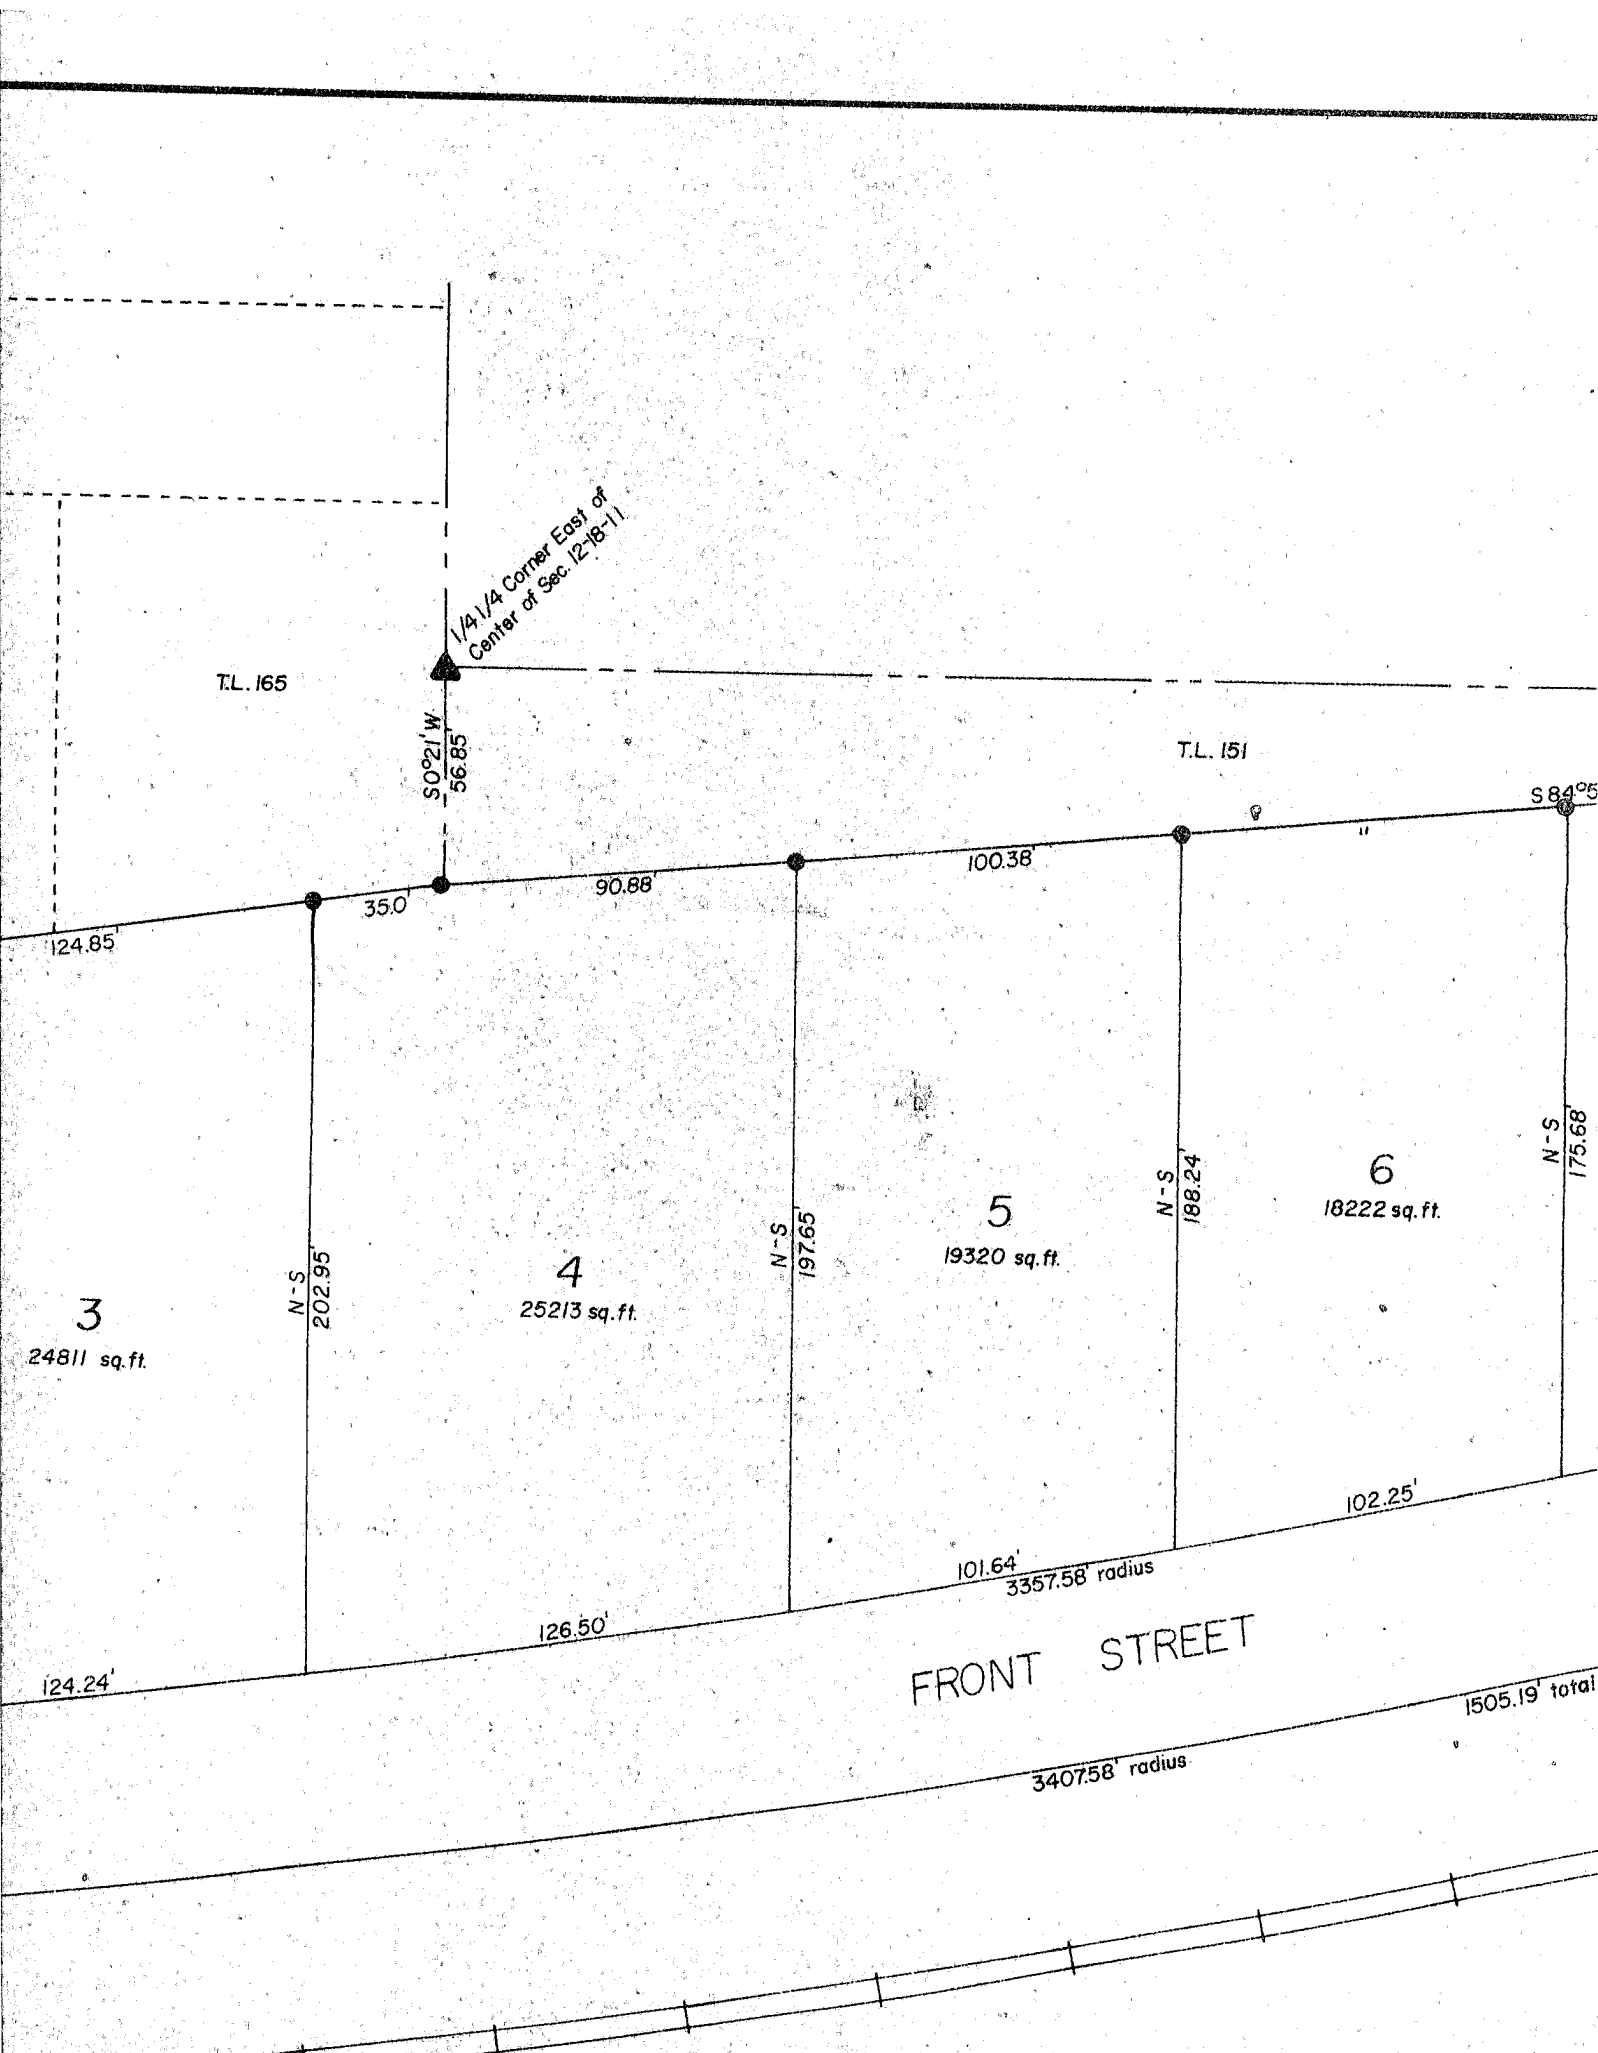 1/4 1/4 Corner East of
Center of Sec. 12-18-11
T.L. 165
S0°21'W
56.85'
T.L. 151
S 84°5
124.85'
35.0'
90.88'
100.38'
"
N-S
202.95'
N-S
197.65'
N-S
188.24'
N-S
175.68'
3
24811 sq. ft.
4
25213 sq. ft.
5
19320 sq. ft.
6
18222 sq. ft.
124.24'
126.50'
101.64'
102.25'
3357.58' radius
FRONT STREET
3407.58' radius
1505.19' total